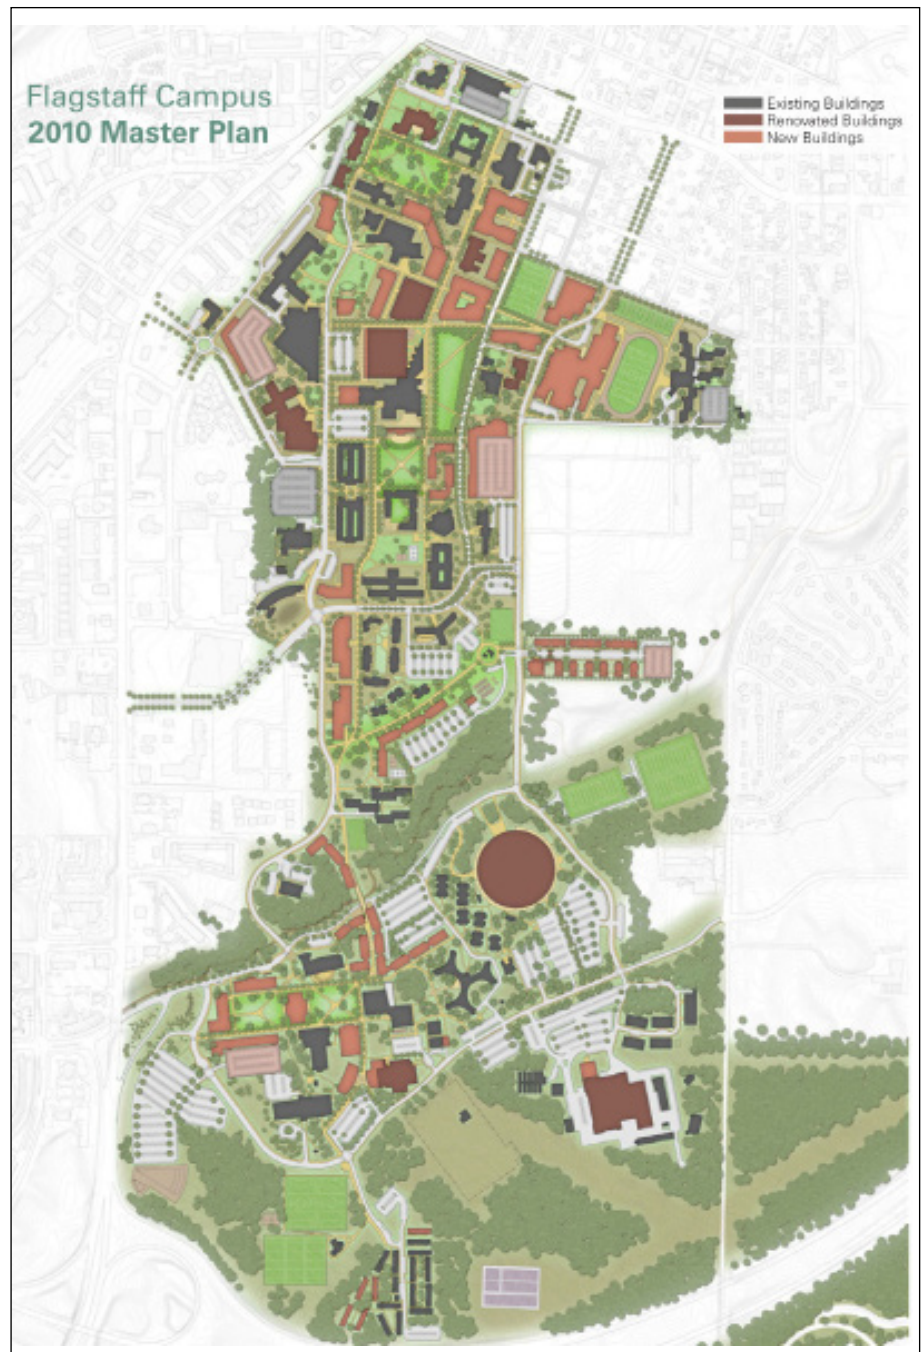 Flagstaff Campus
2010 Master Plan
Existing Buildings
Renovated Buildings
New Buildings